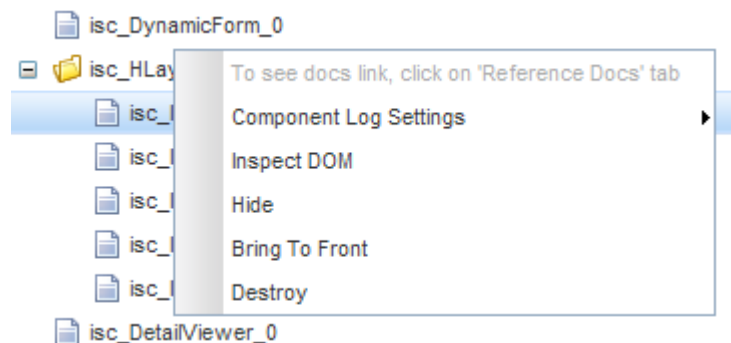 isc_DynamicForm_0
isc_HLay
To see docs link, click on 'Reference Docs' tab
isc_
Component Log Settings
isc_
Inspect DOM
isc_
Hide
isc_
Bring To Front
isc_
Destroy
isc_DetailViewer_0